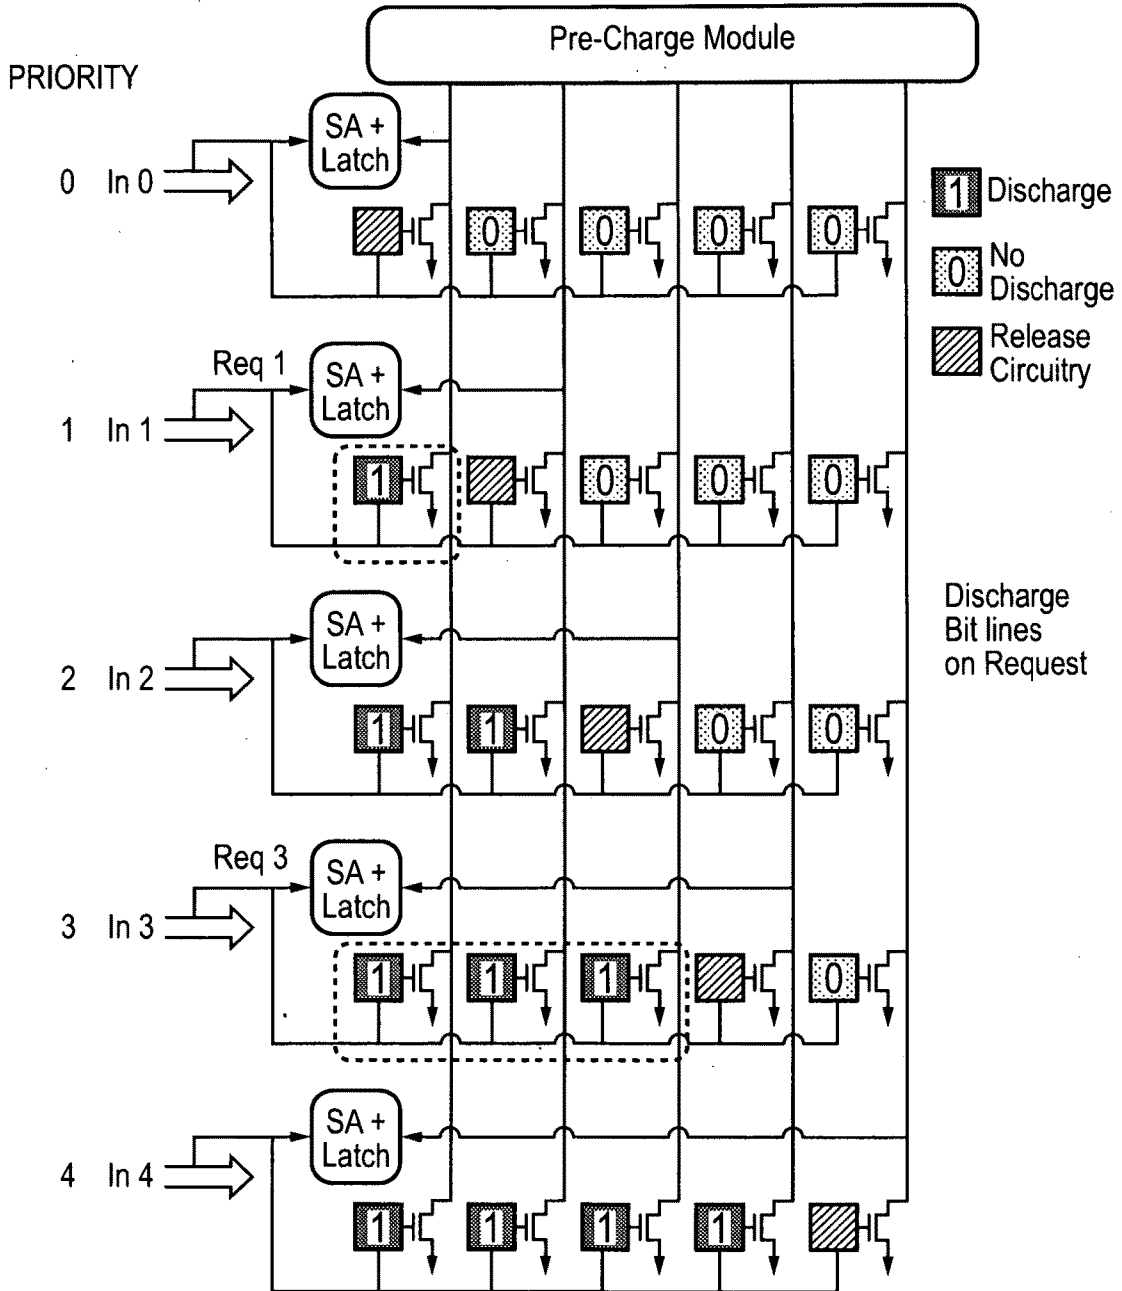 Pre-Charge Module
PRIORITY
SA +
Latch
0 In 0
0 0 0 0
1 Discharge
0 No
Discharge
Release
Circuitry
Req 1
SA +
Latch
1 In 1
1 0 0 0
SA +
Latch
2 In 2
1 1 0 0
Discharge
Bit lines
on Request
Req 3
SA +
Latch
3 In 3
1 1 1 0
SA +
Latch
4 In 4
1 1 1 1